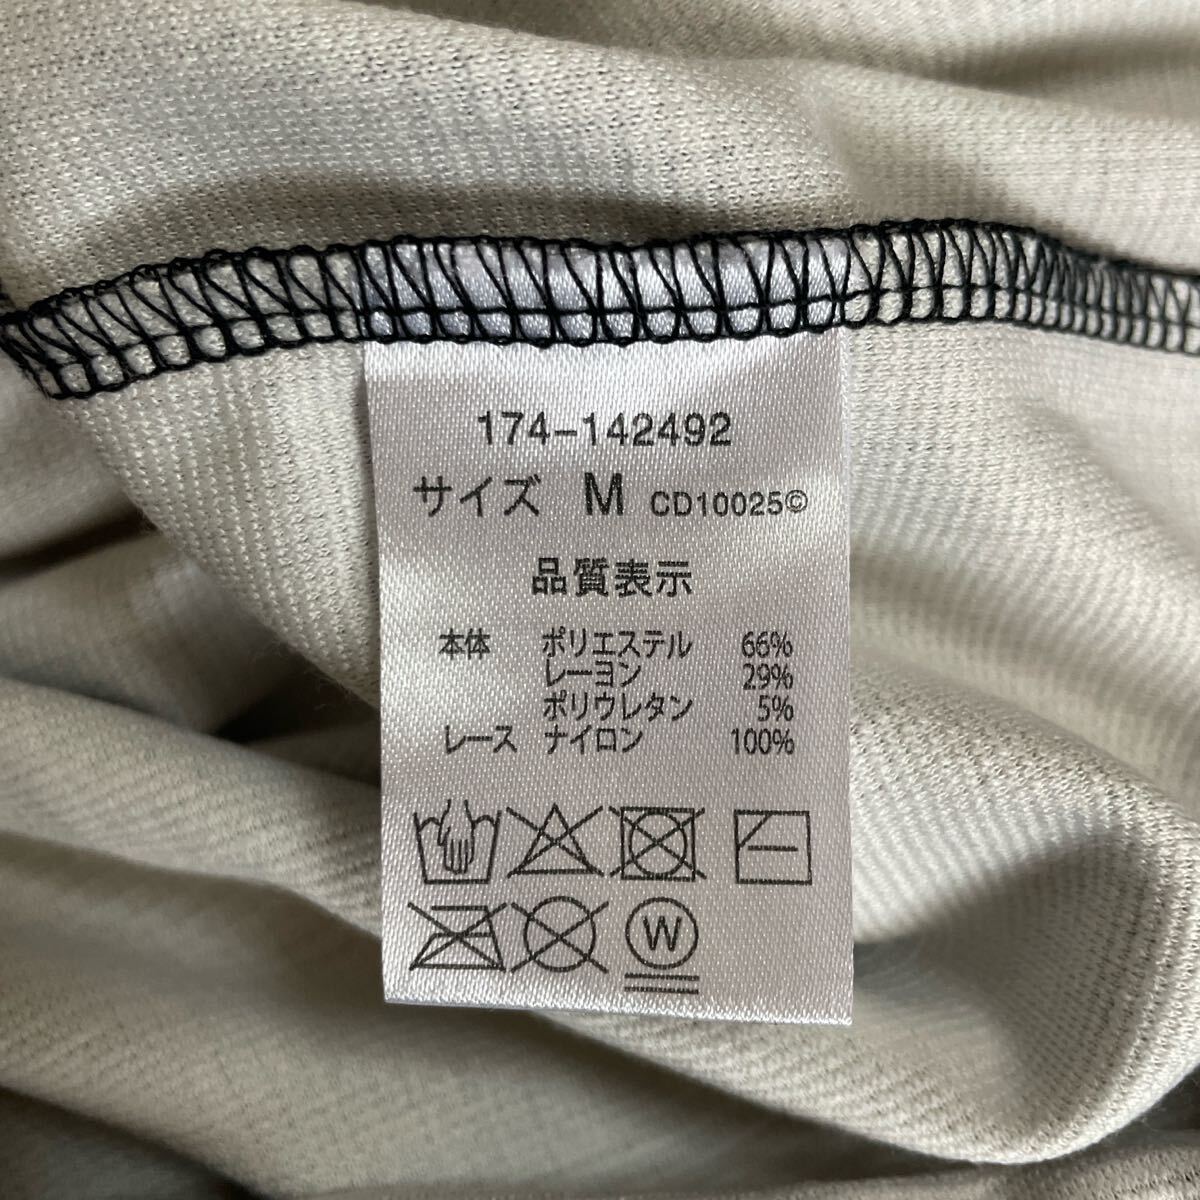 174-142492
サイズ M CD10025©
品質表示
本体 ポリエステル 66%
レーヨン 29%
ポリウレタン 5%
レース ナイロン 100%
W